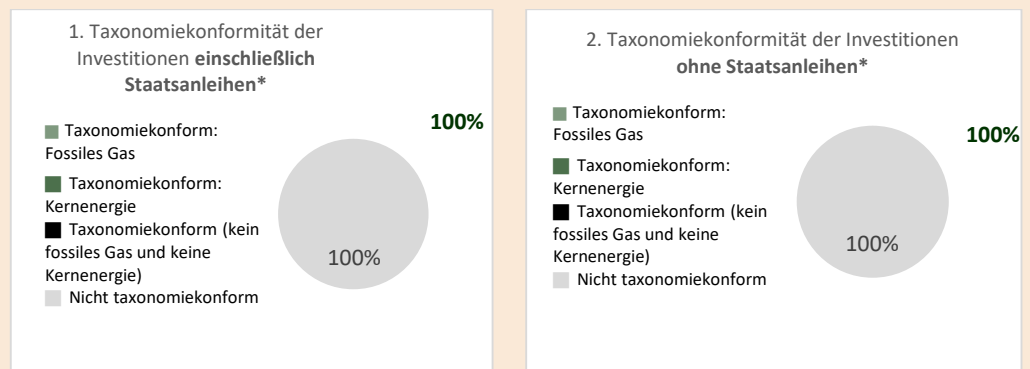 1. Taxonomiekonformität der
Investitionen einschließlich
Staatsanleihen*
100%
Taxonomiekonform:
Fossiles Gas
Taxonomiekonform:
Kernenergie
Taxonomiekonform (kein
fossiles Gas und keine
Kernenergie)
Nicht taxonomiekonform
100%
2. Taxonomiekonformität der Investitionen
ohne Staatsanleihen*
100%
Taxonomiekonform:
Fossiles Gas
Taxonomiekonform:
Kernenergie
Taxonomiekonform (kein
fossiles Gas und keine
Kernenergie)
Nicht taxonomiekonform
100%